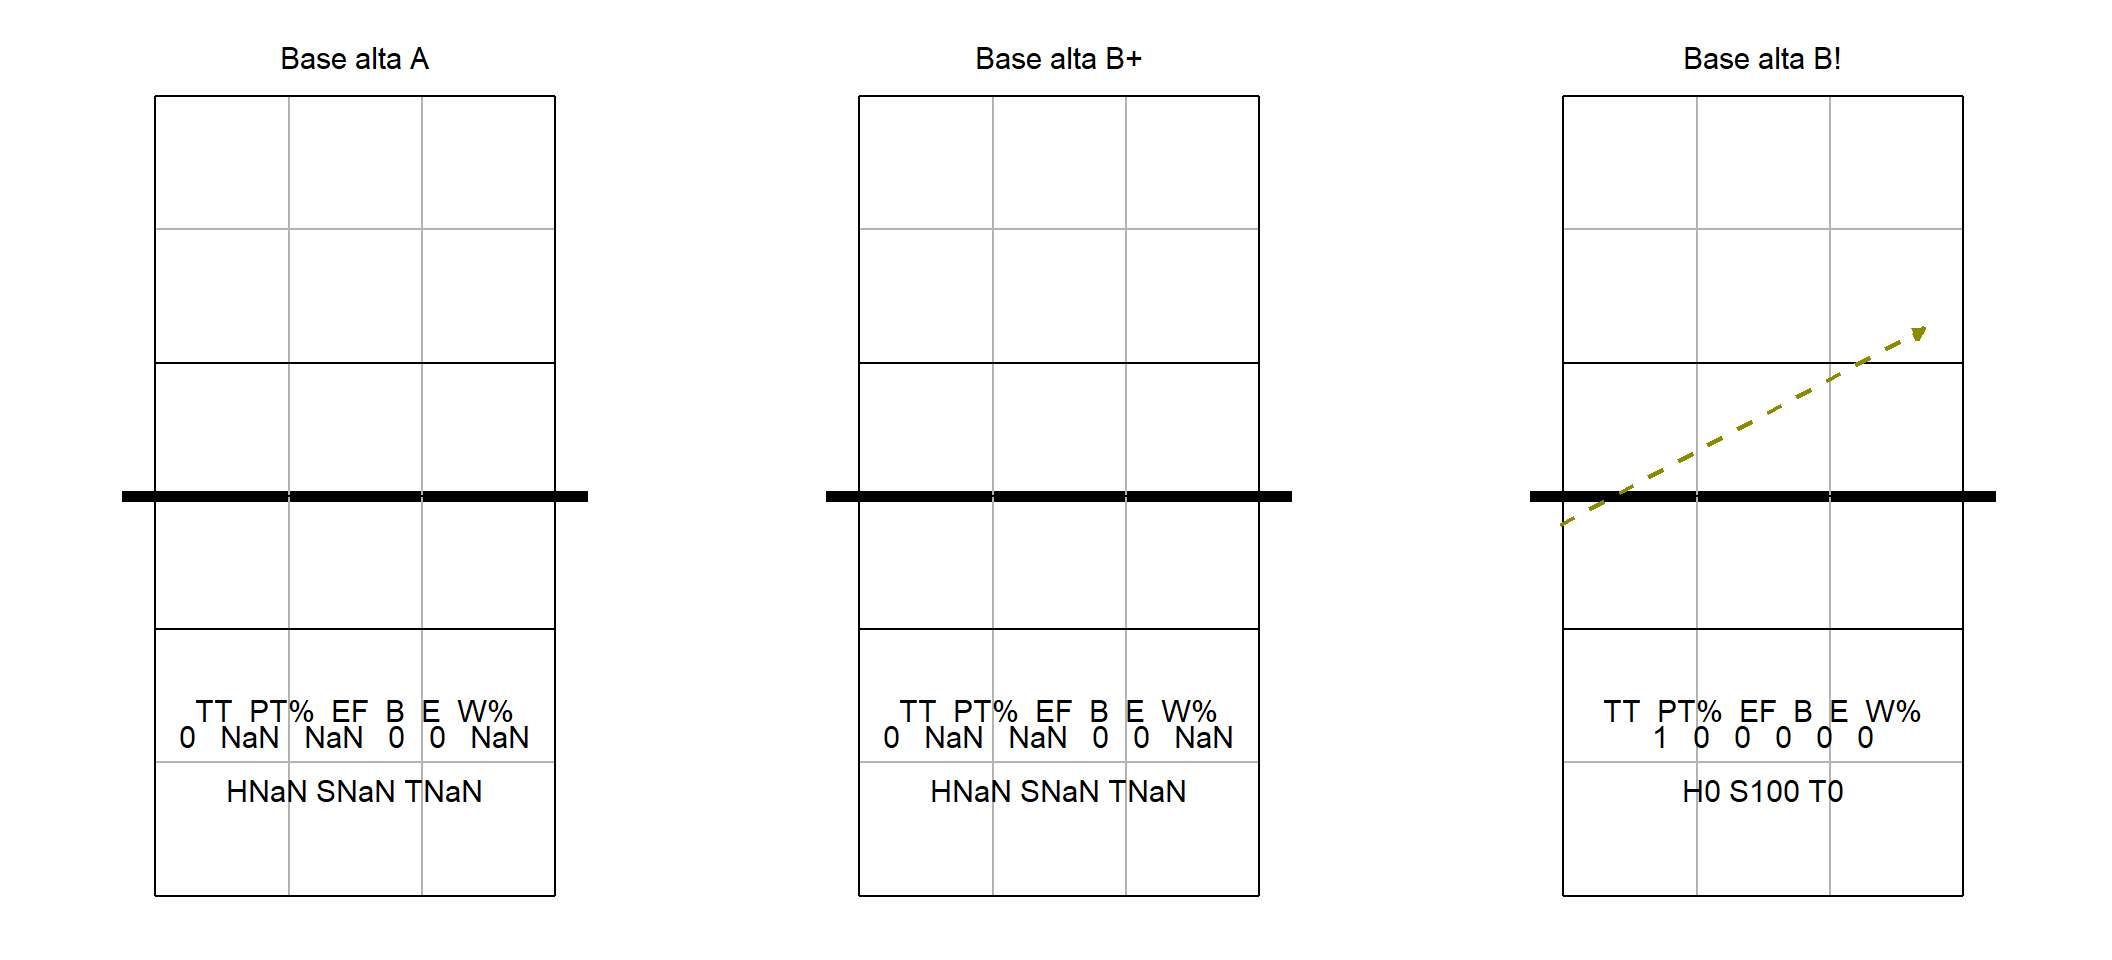 Base alta A
TT PT% EF B E W%
0 NaN NaN 0 0 NaN
HNaN SNaN TNaN
Base alta B+
TT PT% EF B E W%
0 NaN NaN 0 0 NaN
HNaN SNaN TNaN
Base alta B!
TT PT% EF B E W%
1 0 0 0 0 0
H0 S100 T0